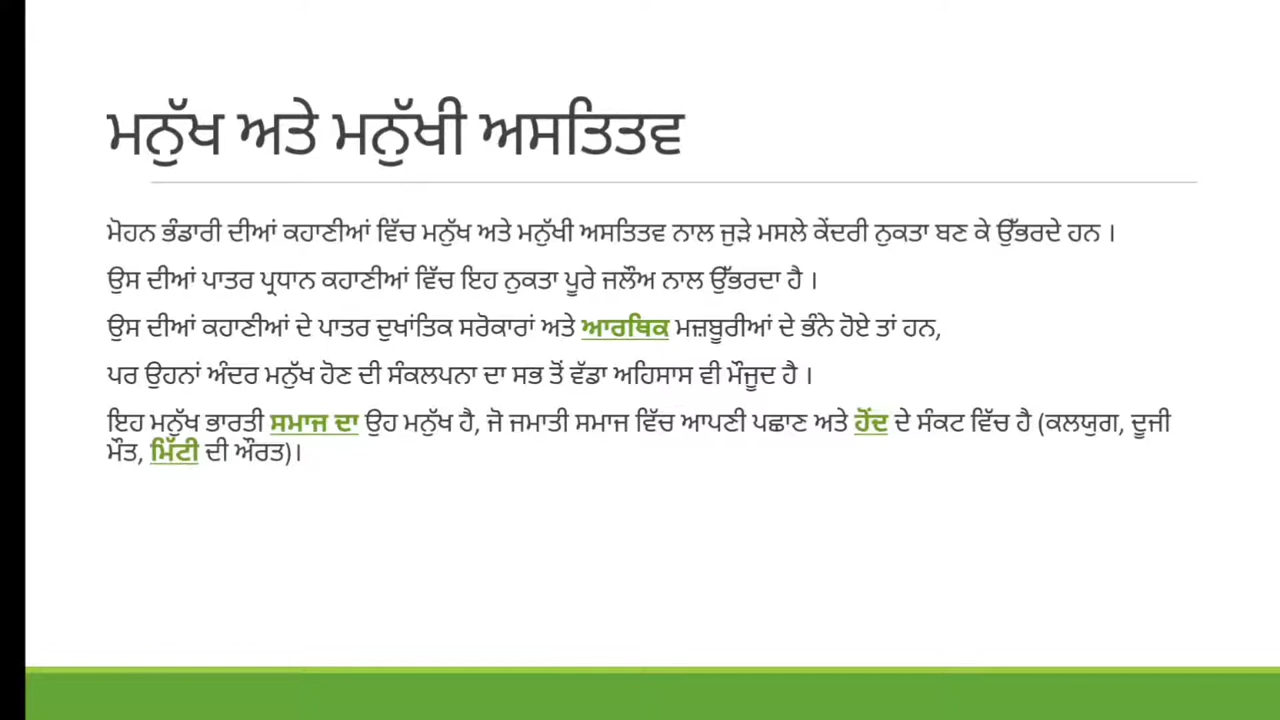 ਮਨੁੱਖ ਅਤੇ ਮਨੁੱਖੀ ਅਸਤਿਤਵ
ਮੋਹਨ ਭੰਡਾਰੀ ਦੀਆਂ ਕਹਾਣੀਆਂ ਵਿੱਚ ਮਨੁੱਖ ਅਤੇ ਮਨੁੱਖੀ ਅਸਤਿਤਵ ਨਾਲ ਜੁੜੇ ਮਸਲੇ ਕੇਂਦਰੀ ਨੁਕਤਾ ਬਣ ਕੇ ਉੱਭਰਦੇ ਹਨ ।
ਉਸ ਦੀਆਂ ਪਾਤਰ ਪ੍ਰਧਾਨ ਕਹਾਣੀਆਂ ਵਿੱਚ ਇਹ ਨੁਕਤਾ ਪੂਰੇ ਜਲੌਅ ਨਾਲ ਉੱਭਰਦਾ ਹੈ ।
ਉਸ ਦੀਆਂ ਕਹਾਣੀਆਂ ਦੇ ਪਾਤਰ ਦੁਖਾਂਤਿਕ ਸਰੋਕਾਰਾਂ ਅਤੇ ਆਰਥਿਕ ਮਜ਼ਬੂਰੀਆਂ ਦੇ ਭੰਨੇ ਹੋਏ ਤਾਂ ਹਨ,
ਪਰ ਉਹਨਾਂ ਅੰਦਰ ਮਨੁੱਖ ਹੋਣ ਦੀ ਸੰਕਲਪਨਾ ਦਾ ਸਭ ਤੋਂ ਵੱਡਾ ਅਹਿਸਾਸ ਵੀ ਮੌਜੂਦ ਹੈ ।
ਇਹ ਮਨੁੱਖ ਭਾਰਤੀ ਸਮਾਜ ਦਾ ਉਹ ਮਨੁੱਖ ਹੈ, ਜੋ ਜਮਾਤੀ ਸਮਾਜ ਵਿੱਚ ਆਪਣੀ ਪਛਾਣ ਅਤੇ ਹੋਂਦ ਦੇ ਸੰਕਟ ਵਿੱਚ ਹੈ (ਕਲਯੁਗ, ਦੂਜੀ
ਮੌਤ, ਮਿੱਟੀ ਦੀ ਔਰਤ)।